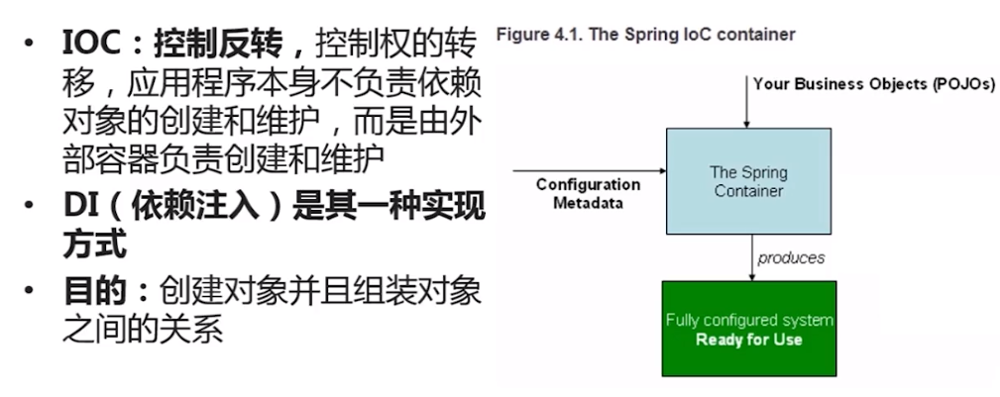 • IOC：控制反转，控制权的转
移，应用程序本身不负责依赖
对象的创建和维护，而是由外
部容器负责创建和维护
• DI（依赖注入）是其一种实现
方式
• 目的：创建对象并且组装对象
之间的关系
Figure 4.1. The Spring IoC container
Your Business Objects (POJOs)
Configuration
Metadata
The Spring
Container
produces
Fully configured system
Ready for Use